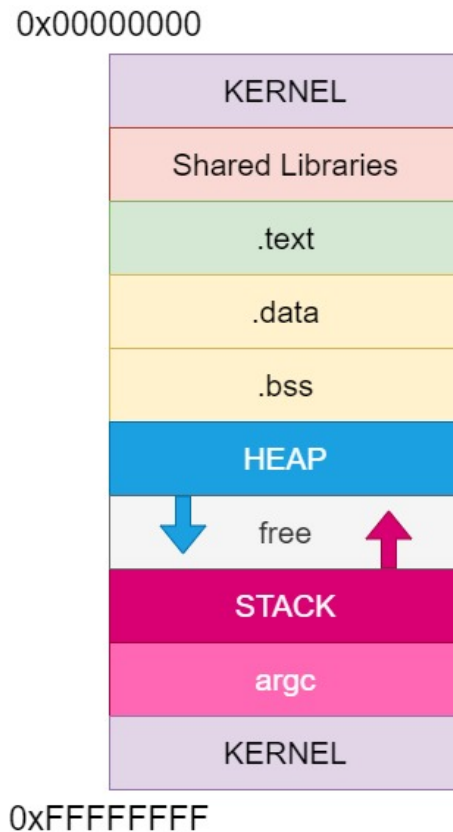 0x00000000
KERNEL
Shared Libraries
.text
.data
.bss
HEAP
free
STACK
argc
KERNEL
0xFFFFFFFF